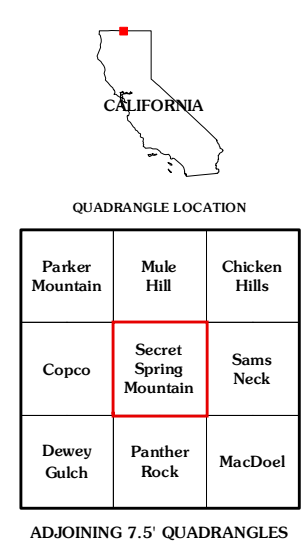 CALIFORNIA
QUADRANGLE LOCATION
Parker
Mountain
Mule
Hill
Chicken
Hills
Copco
Secret
Spring
Mountain
Sams
Neck
Dewey
Gulch
Panther
Rock
MacDoel
ADJOINING 7.5' QUADRANGLES